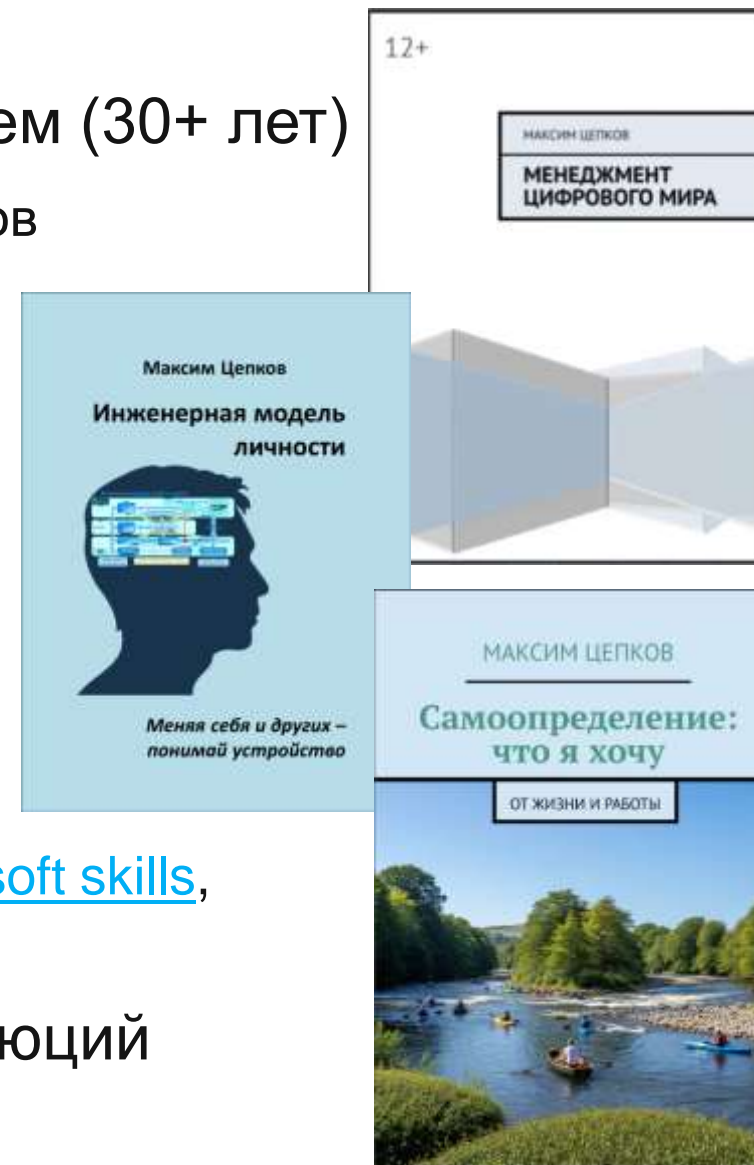 12+
ем (30+ лет)
МАКСИМ ЦЕПКОВ
МЕНЕДЖМЕНТ
ЦИФРОВОГО МИРА
ов
Максим Цепков
Инженерная модель
личности
Меняя себя и других –
понимай устройство
МАКСИМ ЦЕПКОВ
Самоопределение:
что я хочу
ОТ ЖИЗНИ И РАБОТЫ
soft skills,
юций